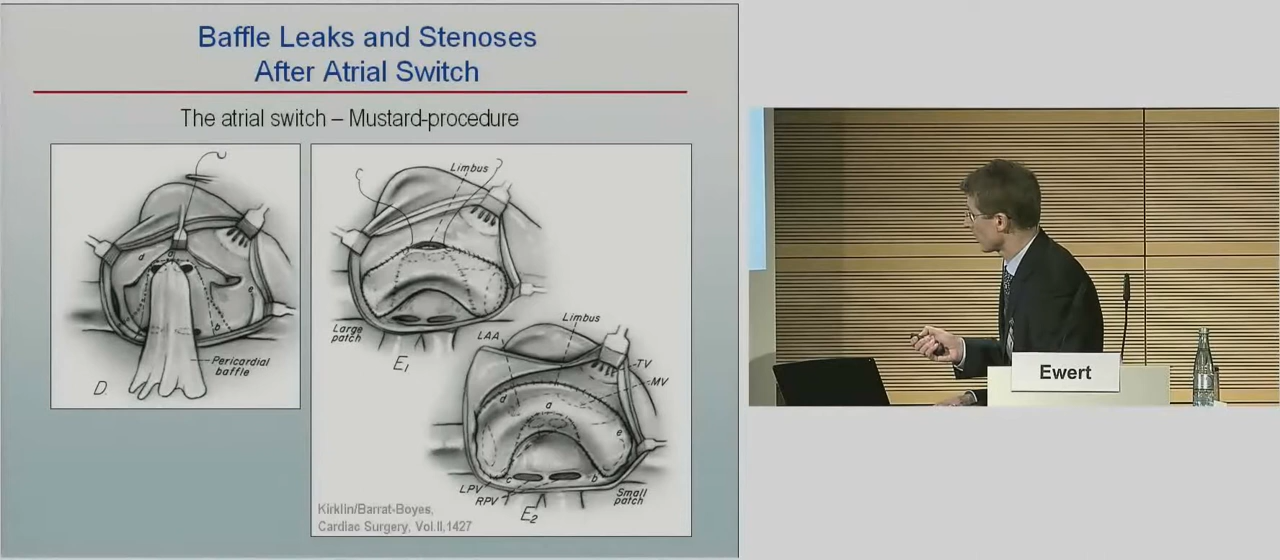 Baffle Leaks and Stenoses
After Atrial Switch
The atrial switch – Mustard-procedure
d
a
e
b
Pericardial
baffle
D.
Limbus
Large
patch
E1
Limbus
LAA
TV
MV
d
a
e
c
b
LPV
RPV
Small
patch
E2
Kirklin/Barrat-Boyes,
Cardiac Surgery, Vol.II,1427
Ewert